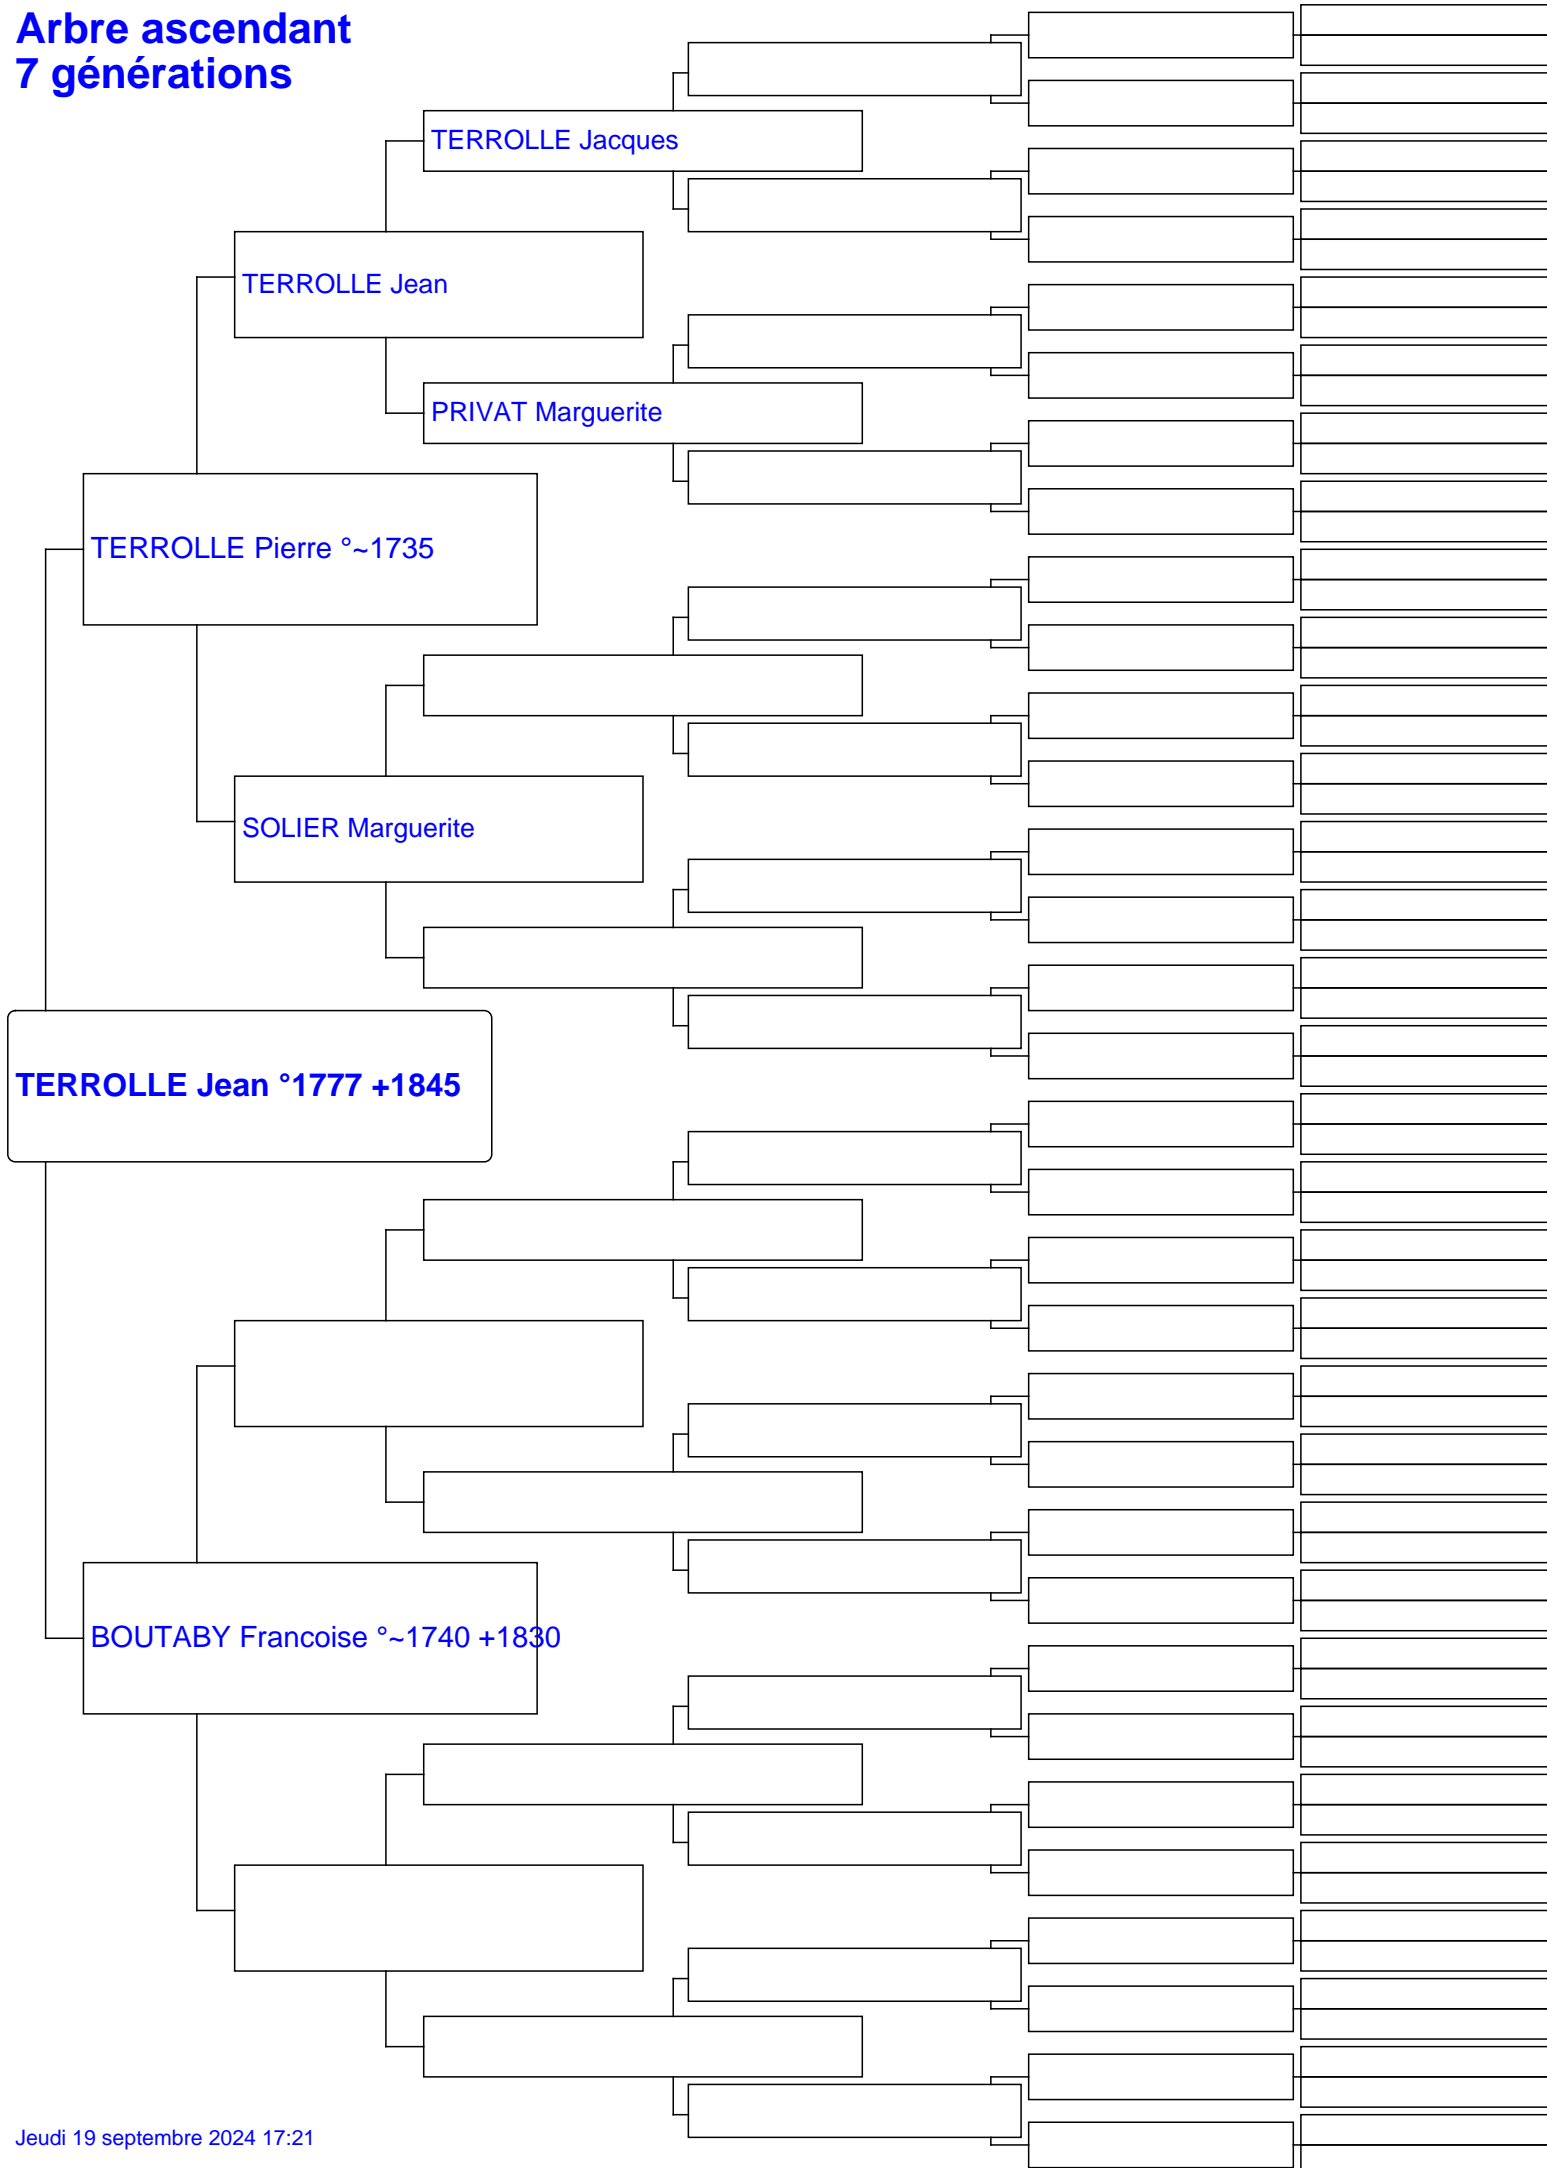 Arbre ascendant
7 générations
TERROLLE Jacques
TERROLLE Jean
PRIVAT Marguerite
TERROLLE Pierre °~1735
SOLIER Marguerite
TERROLLE Jean °1777 +1845
BOUTABY Francoise °~1740 +1830
Jeudi 19 septembre 2024 17:21